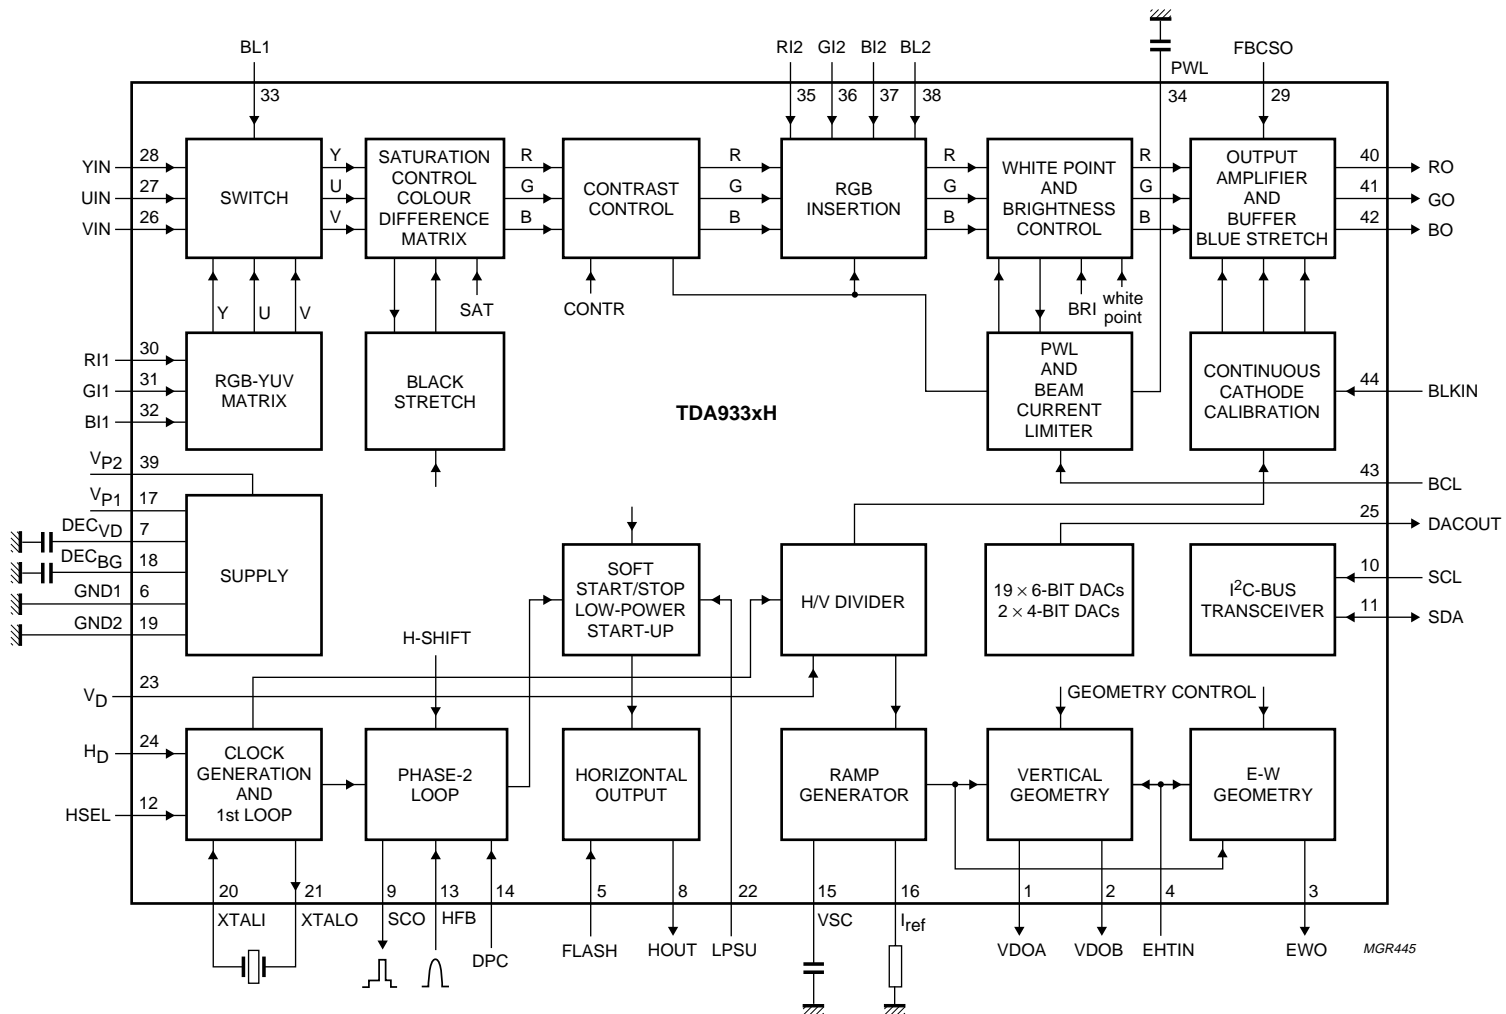 BL1
RI2 GI2 BI2 BL2
PWL
FBCSO
33
35 36 37 38
34
29
YIN 28
UIN 27
VIN 26
SWITCH
Y
U
V
SATURATION
CONTROL
COLOUR
DIFFERENCE
MATRIX
R
G
B
CONTRAST
CONTROL
R
G
B
RGB
INSERTION
R
G
B
WHITE POINT
AND
BRIGHTNESS
CONTROL
R
G
B
OUTPUT
AMPLIFIER
AND
BUFFER
BLUE STRETCH
40 RO
41 GO
42 BO
Y U V
SAT
CONTR
BRI
white
point
RI1 30
GI1 31
BI1 32
RGB-YUV
MATRIX
BLACK
STRETCH
TDA933xH
PWL
AND
BEAM
CURRENT
LIMITER
CONTINUOUS
CATHODE
CALIBRATION
44 BLKIN
43 BCL
25 DACOUT
VP2 39
VP1 17
DECVD 7
DECBG 18
GND1 6
GND2 19
SUPPLY
SOFT
START/STOP
LOW-POWER
START-UP
H/V DIVIDER
19 × 6-BIT DACs
2 × 4-BIT DACs
I2C-BUS
TRANSCEIVER
10 SCL
11 SDA
H-SHIFT
VD 23
GEOMETRY CONTROL
HD 24
HSEL 12
CLOCK
GENERATION
AND
1st LOOP
PHASE-2
LOOP
HORIZONTAL
OUTPUT
RAMP
GENERATOR
VERTICAL
GEOMETRY
E-W
GEOMETRY
20 21 9 13 14 5 8 22 15 16 1 2 4 3
XTALI XTALO SCO HFB DPC FLASH HOUT LPSU VSC Iref VDOA VDOB EHTIN EWO
MGR445